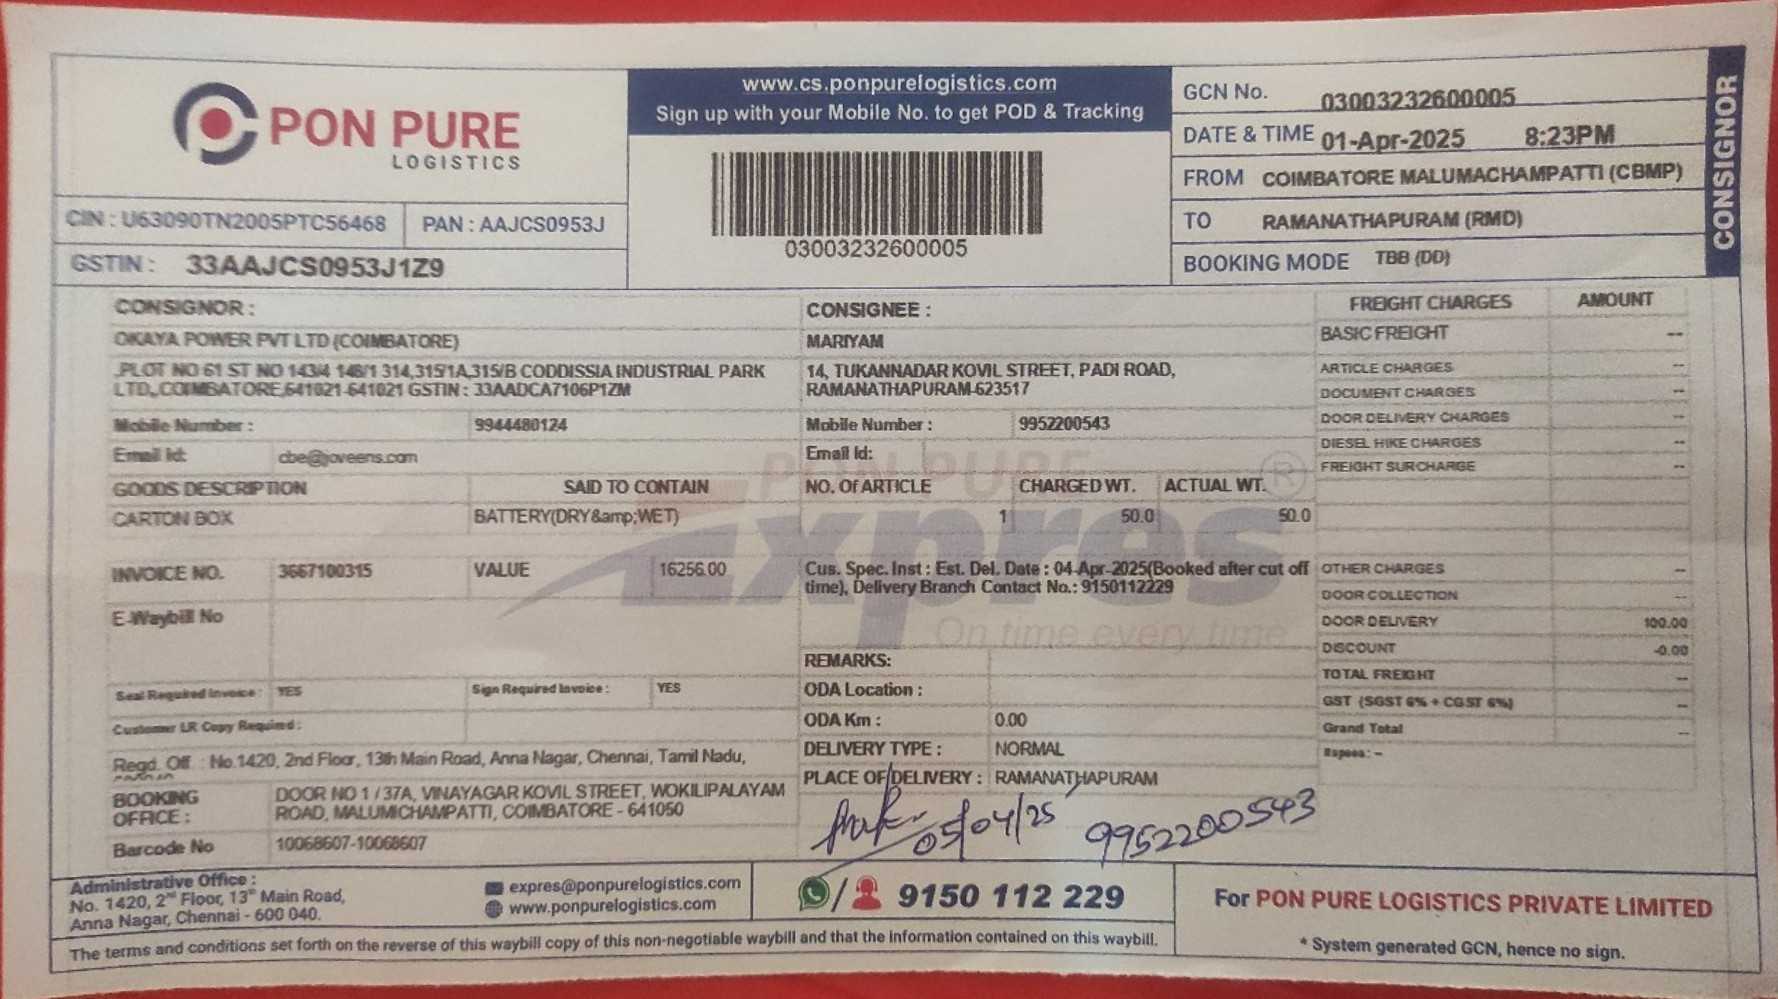 PON PURE
LOGISTICS
CIN : U63090TN2005PTC56468 PAN : AAJCS0953J
GSTIN : 33AAJCS0953J1Z9
www.cs.ponpurelogistics.com
Sign up with your Mobile No. to get POD & Tracking
03003232600005
GCN No. 03003232600005
DATE & TIME 01-Apr-2025 8:23PM
FROM COIMBATORE MALUMACHAMPATTI (CBMP)
TO RAMANATHAPURAM (RMD)
BOOKING MODE TBB (DD)
CONSIGNOR
CONSIGNOR :
OKAYA POWER PVT LTD (COIMBATORE)
PLOT NO 61 ST NO 143/4 146/1 314,315/1A,315/B CODDISSIA INDUSTRIAL PARK
LTD,,COIMBATORE,641021-641021 GSTIN : 33AADCA7106P1ZM
Mobile Number : 9944480124
Email Id: cbe@joveens.com
GOODS DESCRIPTION SAID TO CONTAIN
CARTON BOX BATTERY(DRY&amp;WET)
INVOICE NO. 3667100315 VALUE 16256.00
E-Waybill No
Seal Required Invoice : YES Sign Required Invoice : YES
Customer LR Copy Required :
Regd. Off : No.1420, 2nd Floor, 13th Main Road, Anna Nagar, Chennai, Tamil Nadu,
BOOKING OFFICE : DOOR NO 1 / 37A, VINAYAGAR KOVIL STREET, WOKILIPALAYAM
ROAD, MALUMICHAMPATTI, COIMBATORE - 641050
Barcode No 10068607-10068607
CONSIGNEE :
MARIYAM
14, TUKANNADAR KOVIL STREET, PADI ROAD,
RAMANATHAPURAM-623517
Mobile Number : 9952200543
Email Id:
NO. Of ARTICLE CHARGED WT. ACTUAL WT.
1 50.0 50.0
Cus. Spec. Inst : Est. Del. Date : 04-Apr-2025(Booked after cut off
time), Delivery Branch Contact No.: 9150112229
PON PURE
Expres ®
On time every time
REMARKS:
ODA Location :
ODA Km : 0.00
DELIVERY TYPE : NORMAL
PLACE OF DELIVERY : RAMANATHAPURAM
05/04/25 9952200543
FREIGHT CHARGES AMOUNT
BASIC FREIGHT --
ARTICLE CHARGES --
DOCUMENT CHARGES --
DOOR DELIVERY CHARGES --
DIESEL HIKE CHARGES --
FREIGHT SURCHARGE --
OTHER CHARGES --
DOOR COLLECTION --
DOOR DELIVERY 100.00
DISCOUNT -0.00
TOTAL FREIGHT --
GST (SGST 6% + CGST 6%) --
Grand Total --
Rupees : --
Administrative Office :
No. 1420, 2nd Floor, 13th Main Road,
Anna Nagar, Chennai - 600 040.
expres@ponpurelogistics.com
www.ponpurelogistics.com
/ 9150 112 229
For PON PURE LOGISTICS PRIVATE LIMITED
* System generated GCN, hence no sign.
The terms and conditions set forth on the reverse of this waybill copy of this non-negotiable waybill and that the information contained on this waybill.